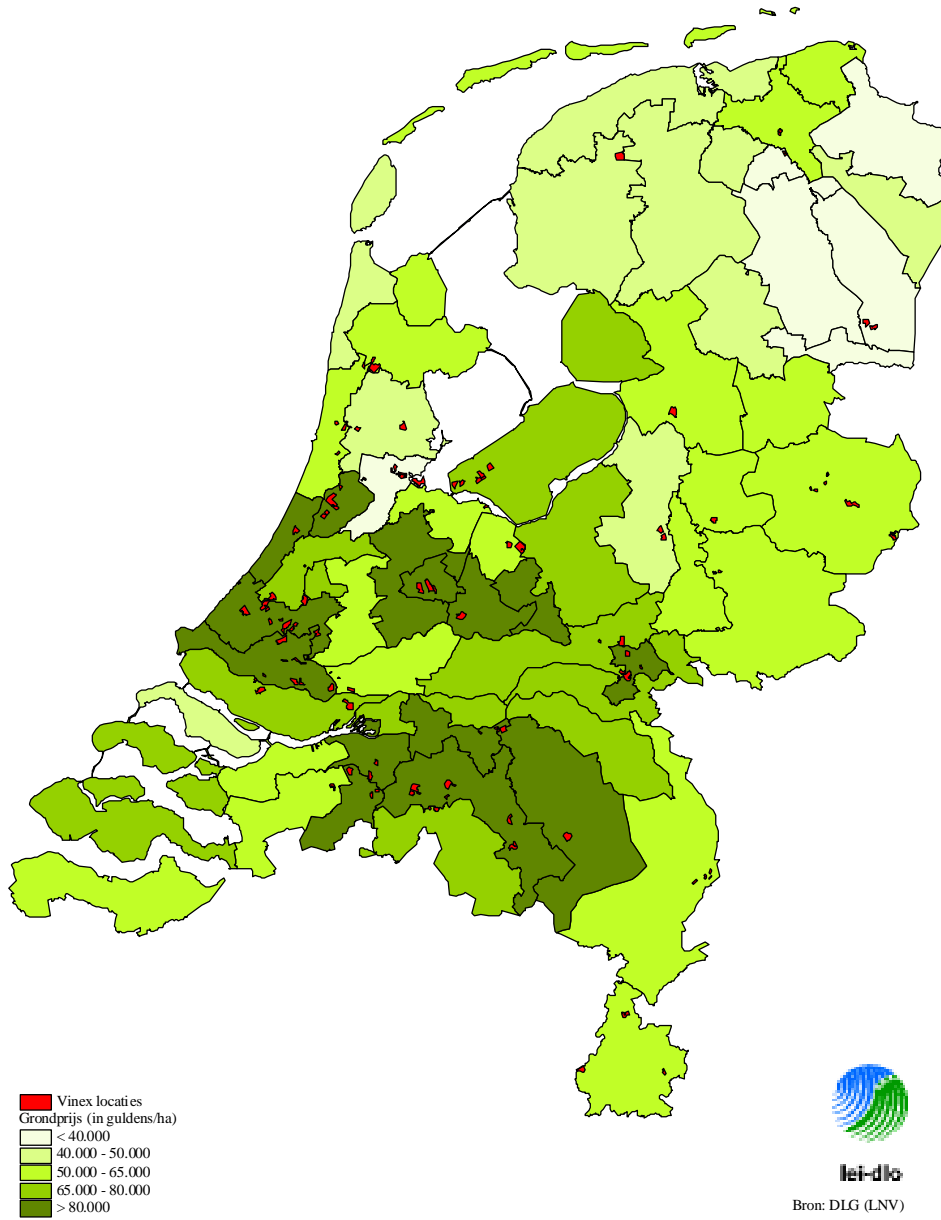 Vinex locaties
Grondprijs (in guldens/ha)
< 40.000
40.000 - 50.000
50.000 - 65.000
65.000 - 80.000
> 80.000
lei-dlo
Bron: DLG (LNV)